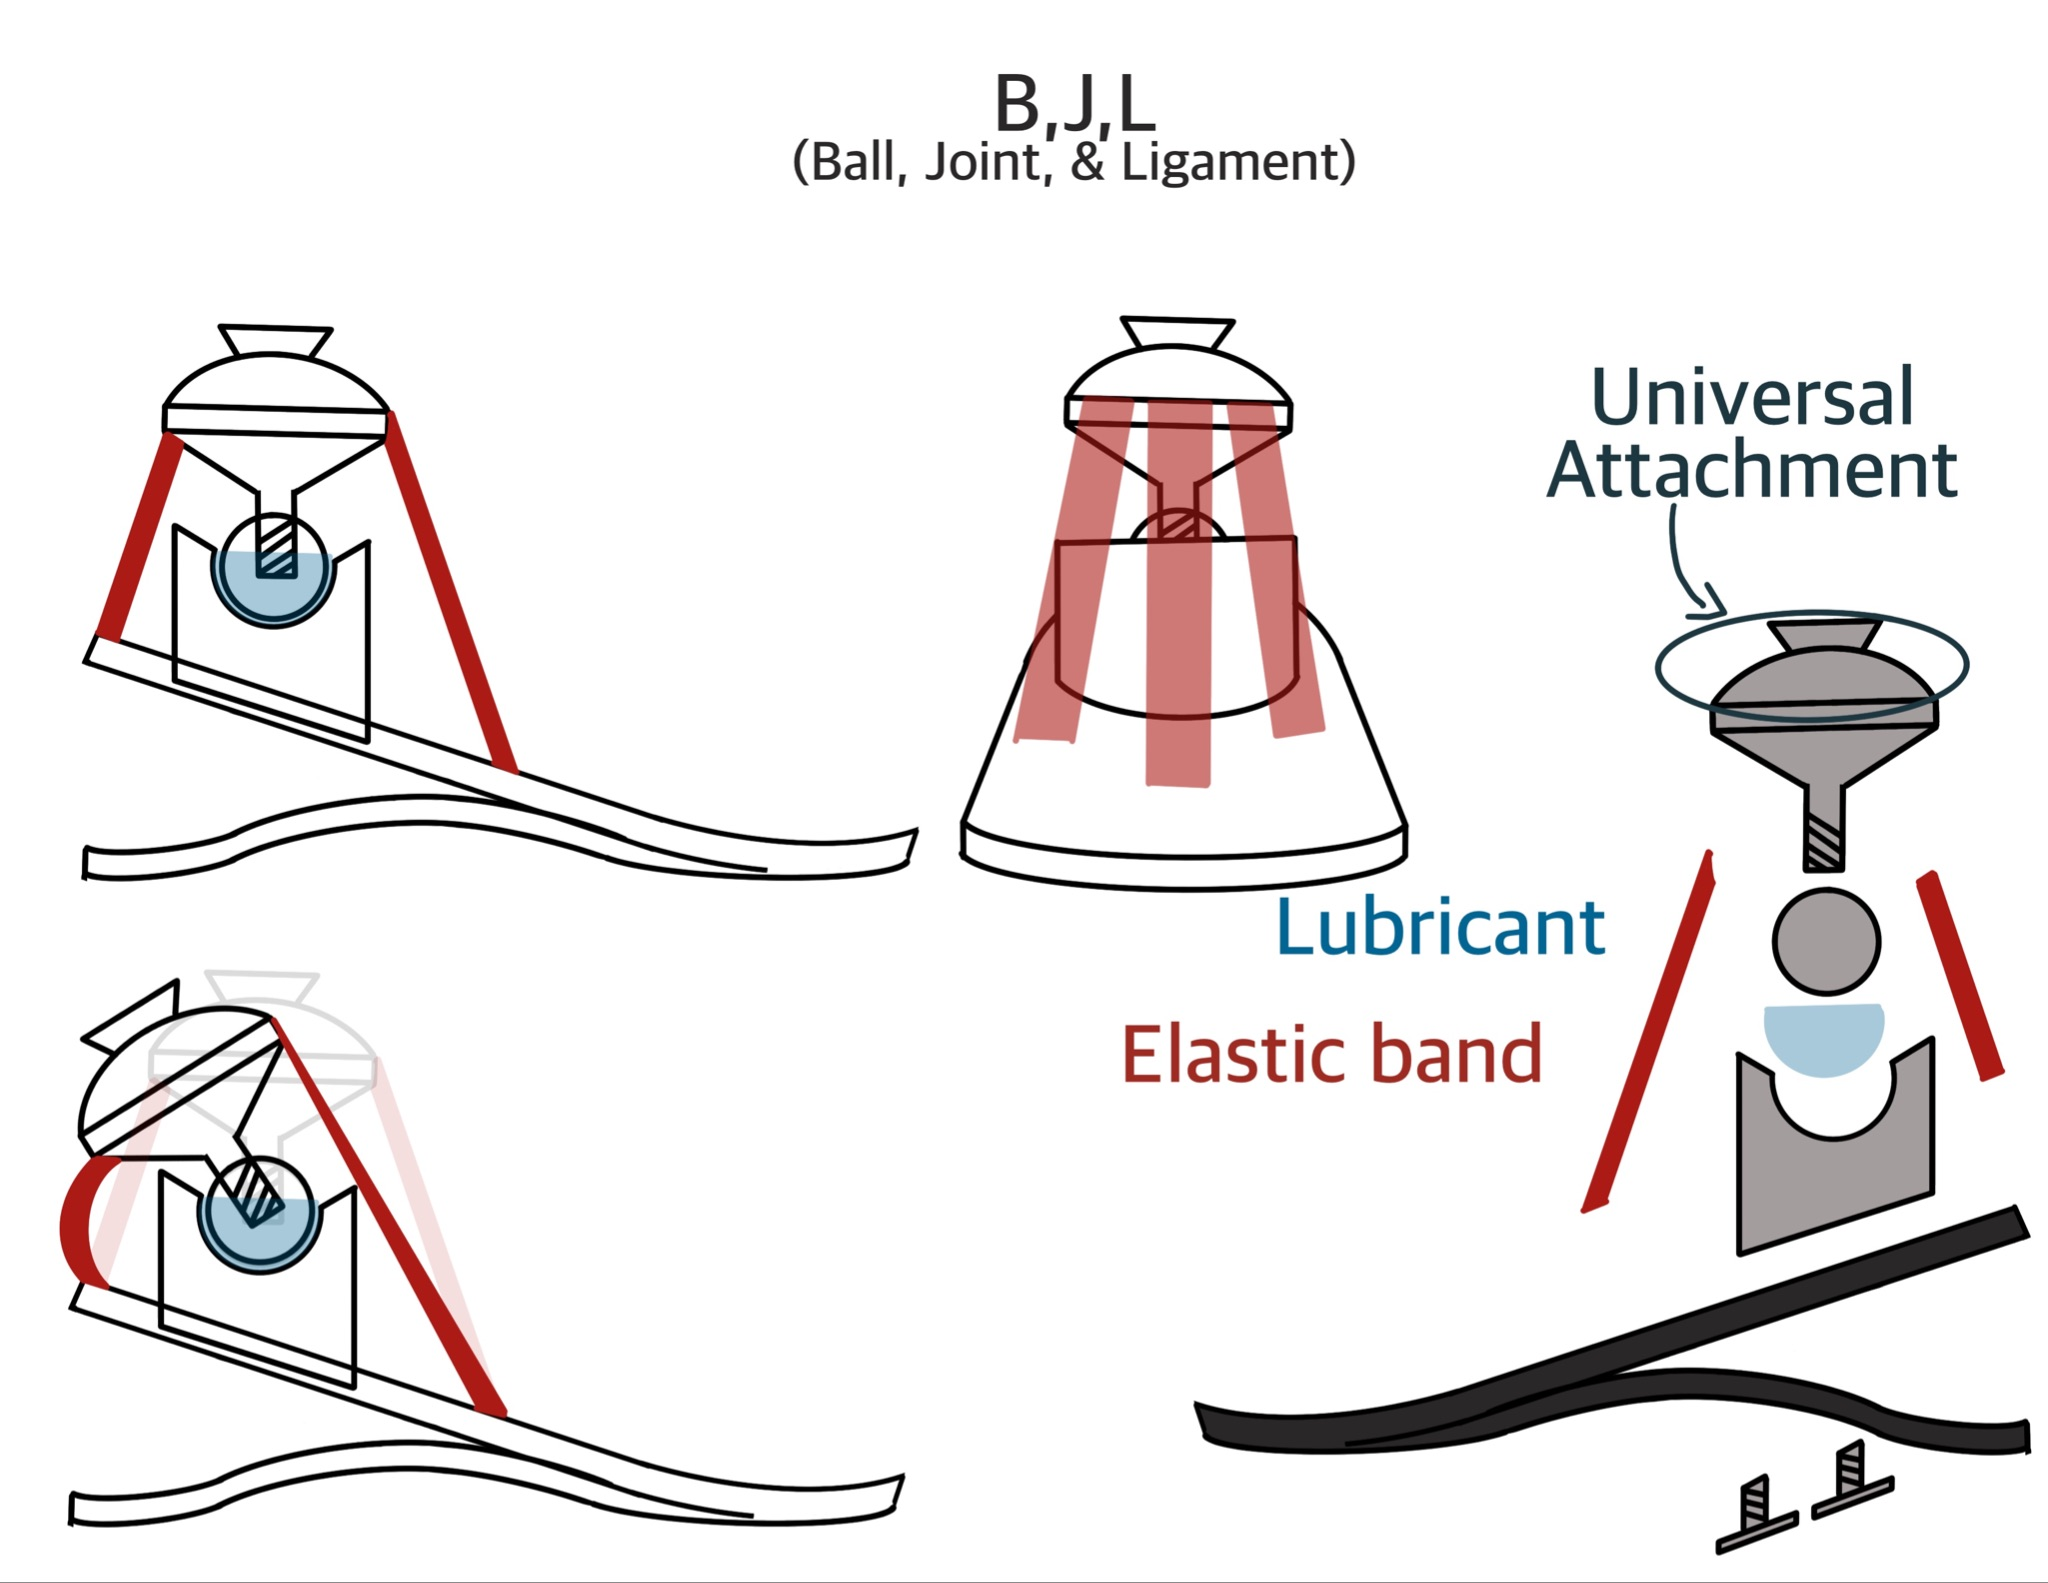 B,J,L
(Ball, Joint, & Ligament)
Universal
Attachment
Lubricant
Elastic band